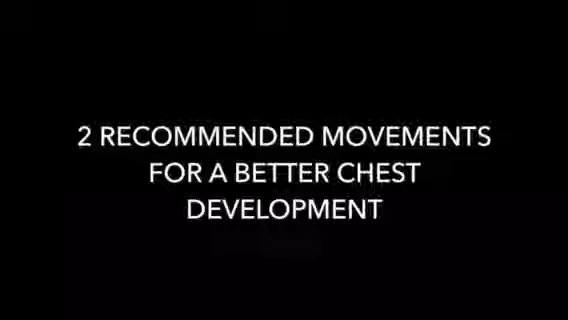 2 RECOMMENDED MOVEMENTS
FOR A BETTER CHEST
DEVELOPMENT